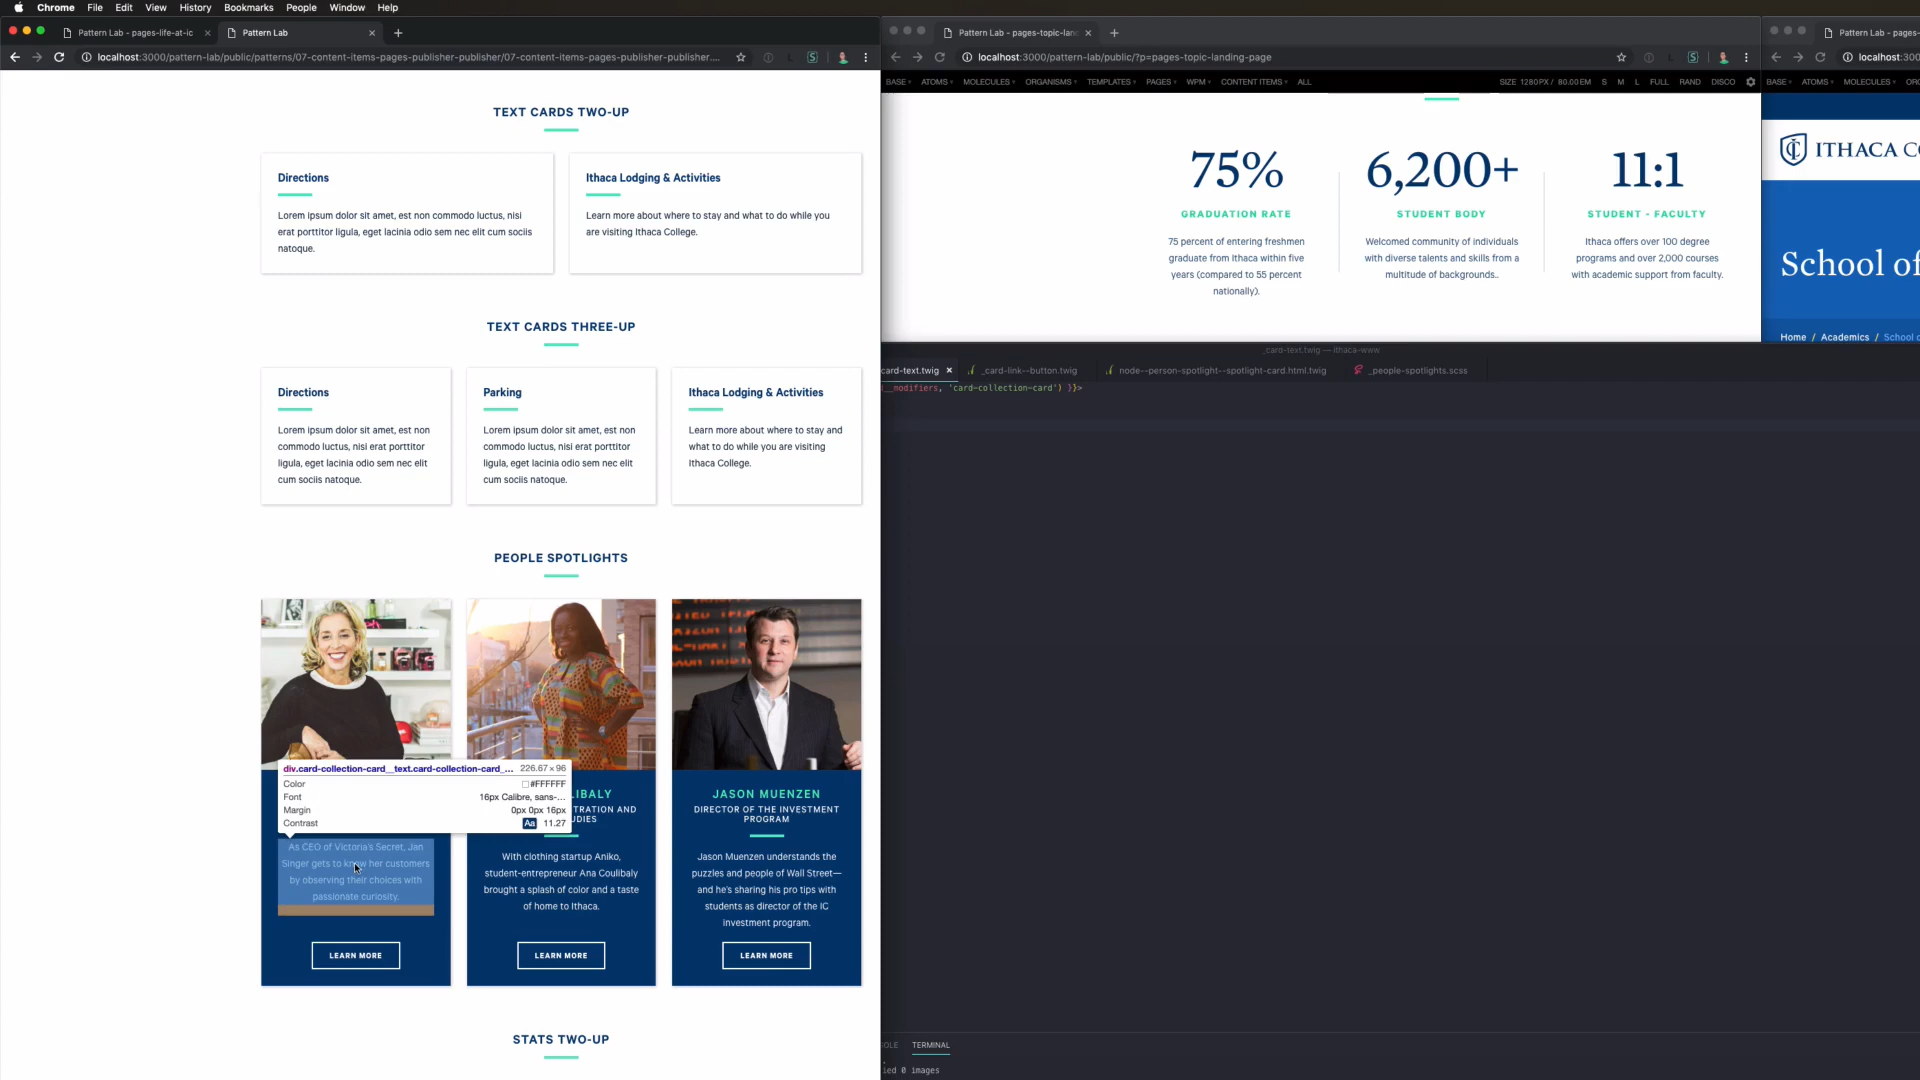 Chrome File Edit View History Bookmarks People Window Help
Pattern Lab - pages-life-at-ic
Pattern Lab
localhost:3000/pattern-lab/public/patterns/07-content-items-pages-publisher-publisher/07-content-items-pages-publisher-publisher....
TEXT CARDS TWO-UP
Directions
Lorem ipsum dolor sit amet, est non commodo luctus, nisi
erat porttitor ligula, eget lacinia odio sem nec elit cum sociis
natoque.
Ithaca Lodging & Activities
Learn more about where to stay and what to do while you
are visiting Ithaca College.
TEXT CARDS THREE-UP
Directions
Lorem ipsum dolor sit amet, est non
commodo luctus, nisi erat porttitor
ligula, eget lacinia odio sem nec elit
cum sociis natoque.
Parking
Lorem ipsum dolor sit amet, est non
commodo luctus, nisi erat porttitor
ligula, eget lacinia odio sem nec elit
cum sociis natoque.
Ithaca Lodging & Activities
Learn more about where to stay and
what to do while you are visiting
Ithaca College.
PEOPLE SPOTLIGHTS
div.card-collection-card__text.card-collection-card_... 226.67 × 96
Color #FFFFFF
Font 16px Calibre, sans-...
Margin 0px 0px 16px
Contrast Aa 11.27
As CEO of Victoria's Secret, Jan
Singer gets to know her customers
by observing their choices with
passionate curiosity.
LEARN MORE
LIBALY
TRATION AND
UDIES
With clothing startup Aniko,
student-entrepreneur Ana Coulibaly
brought a splash of color and a taste
of home to Ithaca.
LEARN MORE
JASON MUENZEN
DIRECTOR OF THE INVESTMENT
PROGRAM
Jason Muenzen understands the
puzzles and people of Wall Street—
and he's sharing his pro tips with
students as director of the IC
investment program.
LEARN MORE
STATS TWO-UP
Pattern Lab - pages-topic-lan
localhost:3000/pattern-lab/public/?p=pages-topic-landing-page
BASE ATOMS MOLECULES ORGANISMS TEMPLATES PAGES WPM CONTENT ITEMS ALL
SIZE 1280PX / 80.00EM S M L FULL RAND DISCO
75%
GRADUATION RATE
75 percent of entering freshmen
graduate from Ithaca within five
years (compared to 55 percent
nationally).
6,200+
STUDENT BODY
Welcomed community of individuals
with diverse talents and skills from a
multitude of backgrounds..
11:1
STUDENT - FACULTY
Ithaca offers over 100 degree
programs and over 2,000 courses
with academic support from faculty.
Pattern Lab - pages-
localhost:300
BASE ATOMS MOLECULES OR
ITHACA CO
School of
Home / Academics / School o
_card-text.twig — ithaca-www
card-text.twig
_card-link--button.twig
node--person-spotlight--spotlight-card.html.twig
_people-spotlights.scss
__modifiers, 'card-collection-card') }}>
OLE TERMINAL
ied 0 images